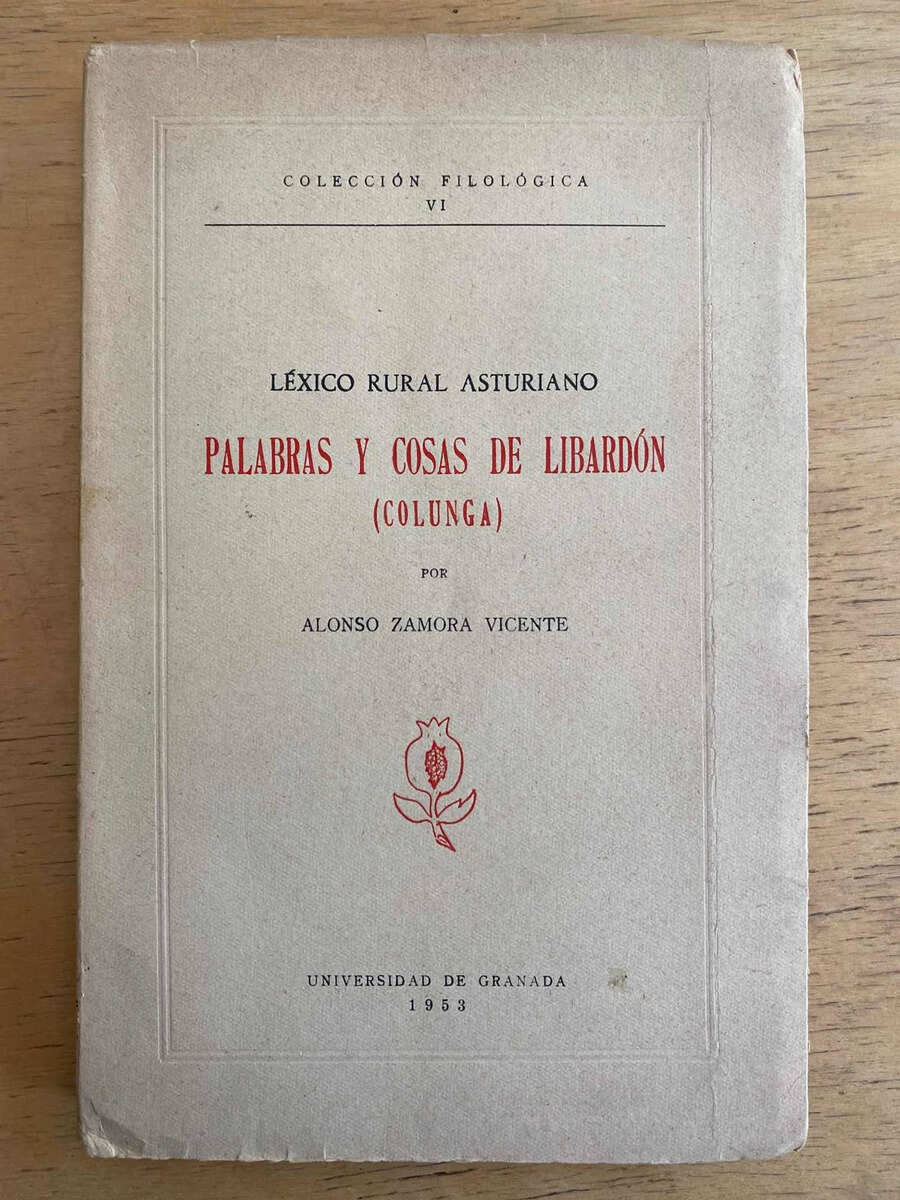 COLECCIÓN FILOLÓGICA
VI
LÉXICO RURAL ASTURIANO
PALABRAS Y COSAS DE LIBARDÓN
(COLUNGA)
POR
ALONSO ZAMORA VICENTE
UNIVERSIDAD DE GRANADA
1953